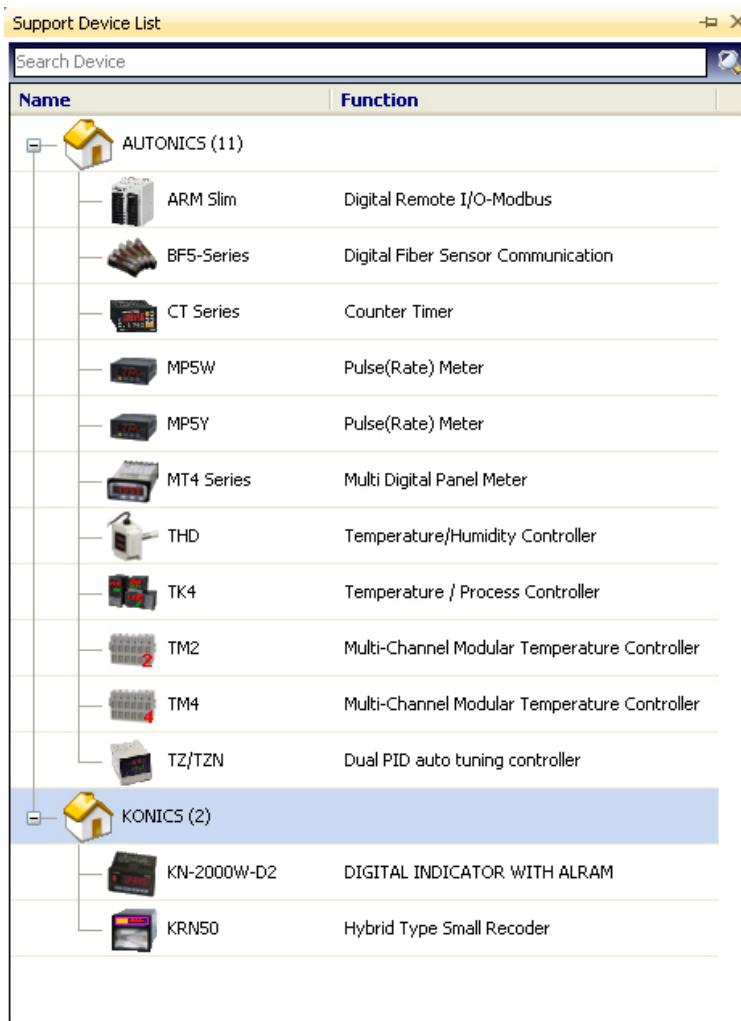 Support Device List
Search Device
Name Function
AUTONICS (11)
ARM Slim Digital Remote I/O-Modbus
BF5-Series Digital Fiber Sensor Communication
CT Series Counter Timer
MP5W Pulse(Rate) Meter
MP5Y Pulse(Rate) Meter
MT4 Series Multi Digital Panel Meter
THD Temperature/Humidity Controller
TK4 Temperature / Process Controller
2 TM2 Multi-Channel Modular Temperature Controller
4 TM4 Multi-Channel Modular Temperature Controller
TZ/TZN Dual PID auto tuning controller
KONICS (2)
KN-2000W-D2 DIGITAL INDICATOR WITH ALRAM
KRN50 Hybrid Type Small Recoder